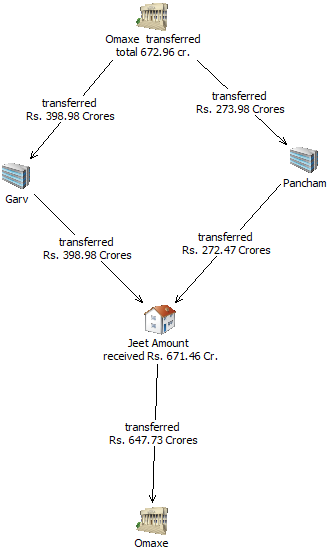 Omaxe transferred
total 672.96 cr.
transferred
Rs. 398.98 Crores
transferred
Rs. 273.98 Crores
Garv
Pancham
transferred
Rs. 398.98 Crores
transferred
Rs. 272.47 Crores
Jeet Amount
received Rs. 671.46 Cr.
transferred
Rs. 647.73 Crores
Omaxe